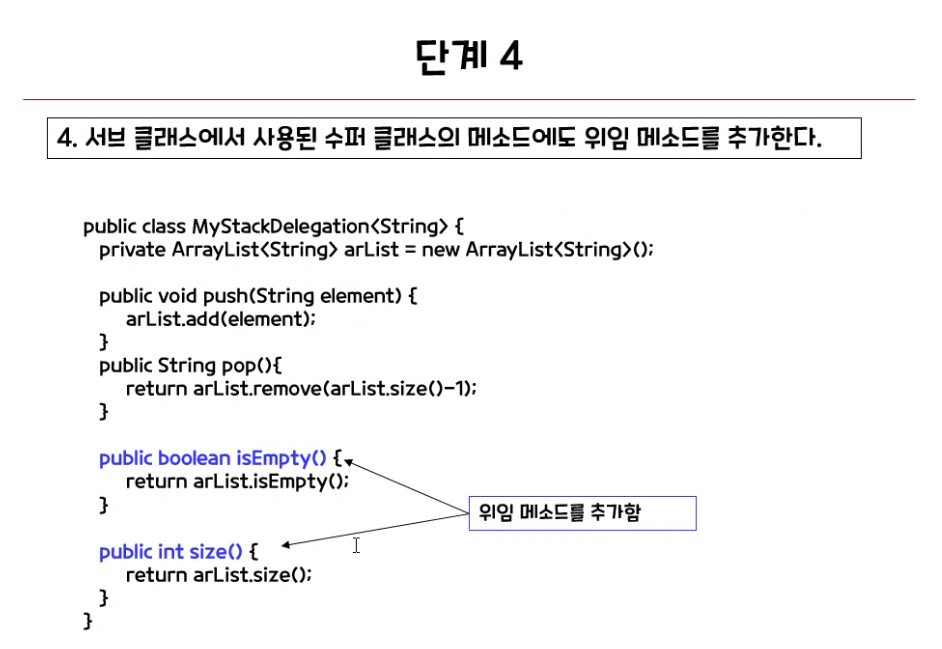 단계 4
4. 서브 클래스에서 사용된 수퍼 클래스의 메소드에도 위임 메소드를 추가한다.
public class MyStackDelegation<String> {
private ArrayList<String> arList = new ArrayList<String>();
public void push(String element) {
arList.add(element);
}
public String pop(){
return arList.remove(arList.size()-1);
}
public boolean isEmpty() {
return arList.isEmpty();
}
위임 메소드를 추가함
public int size() {
return arList.size();
}
}